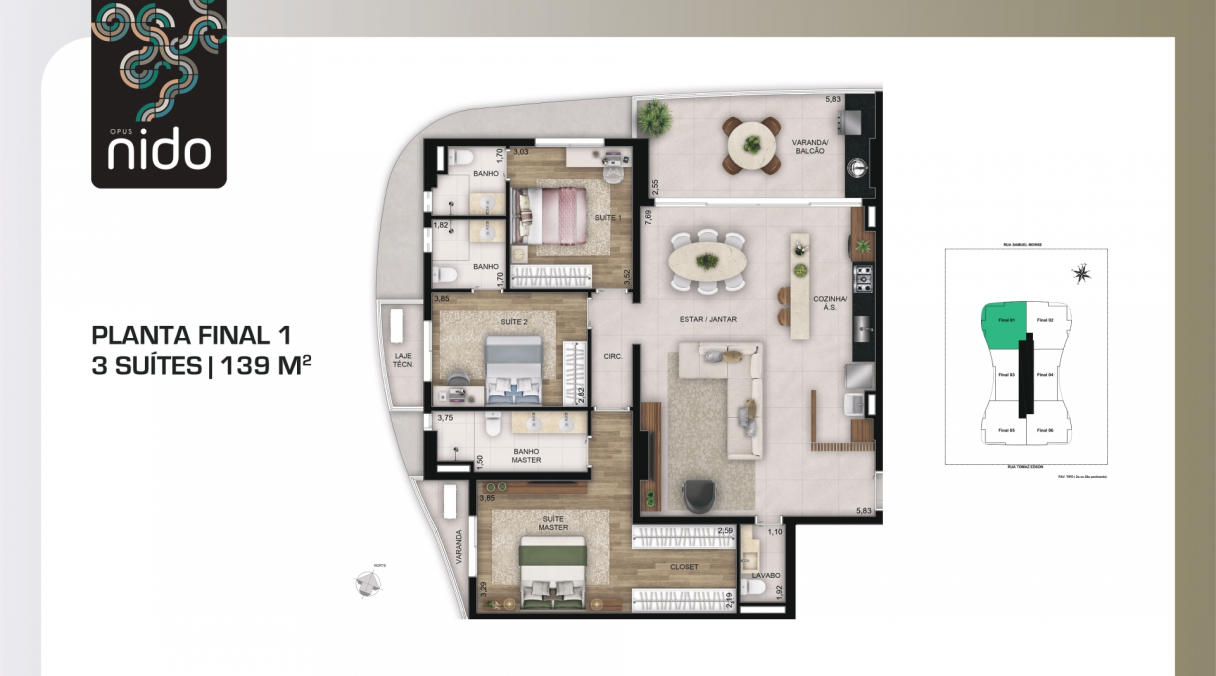 OPUS
nido
PLANTA FINAL 1
3 SUÍTES | 139 M²
5,83
VARANDA/
BALCÃO
2,55
1,70
3,03
BANHO
SUÍTE 1
7,69
1,82
BANHO
1,70
3,52
3,85
SUÍTE 2
COZINHA/
Á.S.
ESTAR / JANTAR
LAJE
TÉCN.
CIRC.
2,82
3,75
BANHO
MASTER
1,50
3,85
SUÍTE
MASTER
5,83
2,59
1,10
VARANDA
CLOSET
LAVABO
3,29
2,19
1,92
NORTE
RUA SAMUEL MORSE
Final 01
Final 02
Final 03
Final 04
Final 05
Final 06
RUA TOMAZ EDSON